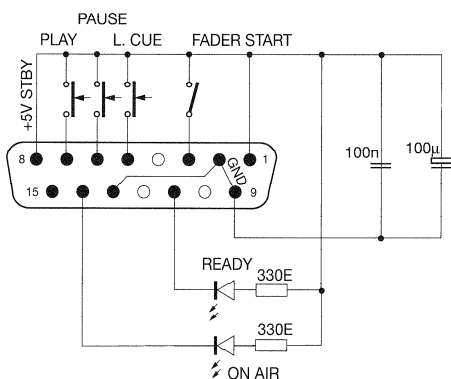 PAUSE
PLAY L. CUE FADER START
+5V STBY
8 1
GND
15 9
100n 100µ
READY
330E
330E
ON AIR